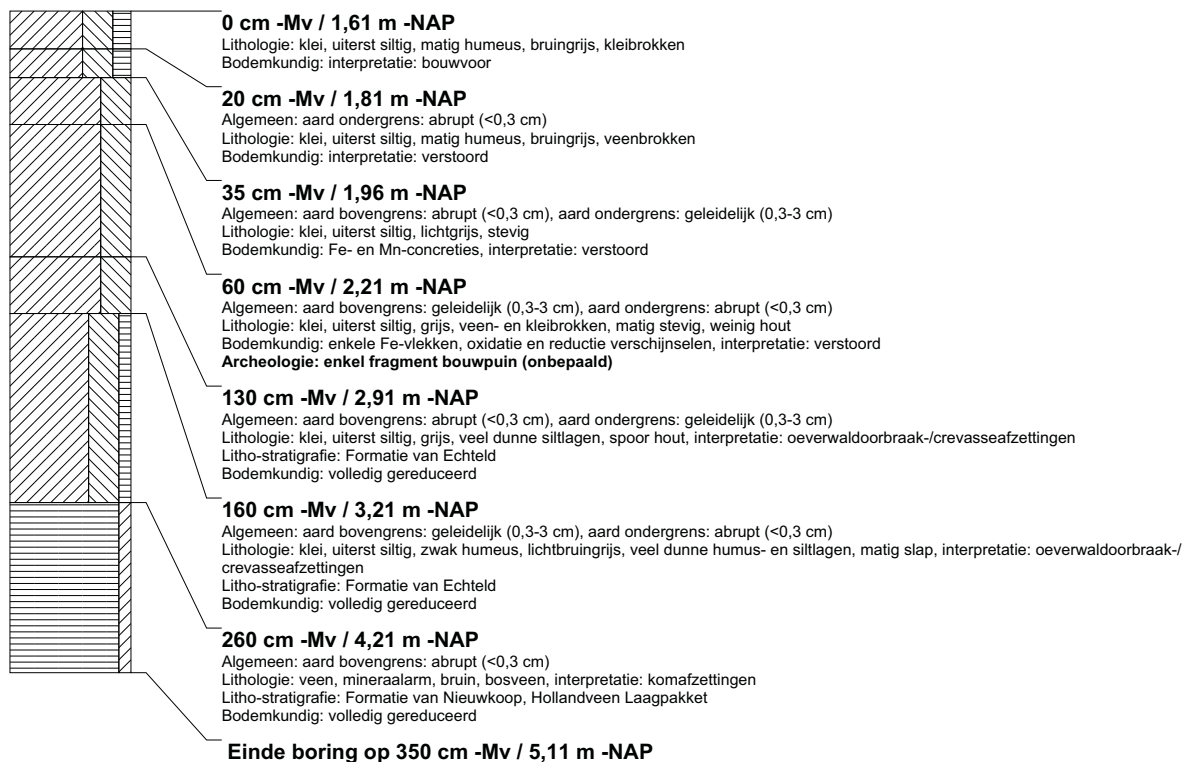 0 cm -Mv / 1,61 m -NAP
Lithologie: klei, uiterst siltig, matig humeus, bruingrijs, kleibrokken
Bodemkundig: interpretatie: bouwvoor
20 cm -Mv / 1,81 m -NAP
Algemeen: aard ondergrens: abrupt (<0,3 cm)
Lithologie: klei, uiterst siltig, matig humeus, bruingrijs, veenbrokken
Bodemkundig: interpretatie: verstoord
35 cm -Mv / 1,96 m -NAP
Algemeen: aard bovengrens: abrupt (<0,3 cm), aard ondergrens: geleidelijk (0,3-3 cm)
Lithologie: klei, uiterst siltig, lichtgrijs, stevig
Bodemkundig: Fe- en Mn-concreties, interpretatie: verstoord
60 cm -Mv / 2,21 m -NAP
Algemeen: aard bovengrens: geleidelijk (0,3-3 cm), aard ondergrens: abrupt (<0,3 cm)
Lithologie: klei, uiterst siltig, grijs, veen- en kleibrokken, matig stevig, weinig hout
Bodemkundig: enkele Fe-vlekken, oxidatie en reductie verschijnselen, interpretatie: verstoord
Archeologie: enkel fragment bouwpuin (onbepaald)
130 cm -Mv / 2,91 m -NAP
Algemeen: aard bovengrens: abrupt (<0,3 cm), aard ondergrens: geleidelijk (0,3-3 cm)
Lithologie: klei, uiterst siltig, grijs, veel dunne siltlagen, spoor hout, interpretatie: oeverwaldoorbraak-/crevasseafzettingen
Litho-stratigrafie: Formatie van Echteld
Bodemkundig: volledig gereduceerd
160 cm -Mv / 3,21 m -NAP
Algemeen: aard bovengrens: geleidelijk (0,3-3 cm), aard ondergrens: abrupt (<0,3 cm)
Lithologie: klei, uiterst siltig, zwak humeus, lichtbruingrijs, veel dunne humus- en siltlagen, matig slap, interpretatie: oeverwaldoorbraak-/
crevasseafzettingen
Litho-stratigrafie: Formatie van Echteld
Bodemkundig: volledig gereduceerd
260 cm -Mv / 4,21 m -NAP
Algemeen: aard bovengrens: abrupt (<0,3 cm)
Lithologie: veen, mineraalarm, bruin, bosveen, interpretatie: komafzettingen
Litho-stratigrafie: Formatie van Nieuwkoop, Hollandveen Laagpakket
Bodemkundig: volledig gereduceerd
Einde boring op 350 cm -Mv / 5,11 m -NAP